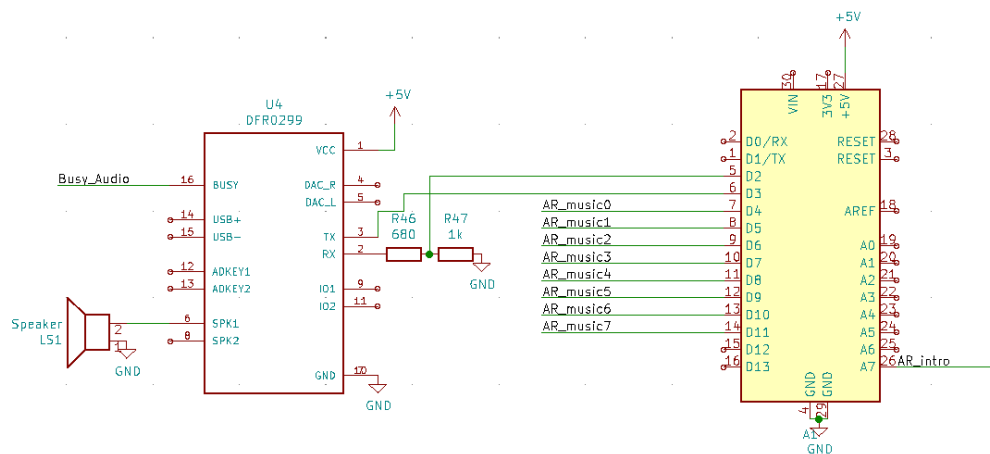 +5V
U4
DFR0299
+5V
VCC 1
Busy_Audio 16 BUSY
DAC_R 4
DAC_L 5
14 USB+
15 USB-
TX 3
RX 2
R46
680
R47
1k
GND
12 ADKEY1
13 ADKEY2
IO1 9
IO2 11
Speaker
LS1
2
1
GND
6 SPK1
8 SPK2
GND 10
GND
30 VIN
17 3V3
27 +5V
2 D0/RX
1 D1/TX
5 D2
6 D3
AR_music0 7 D4
AR_music1 8 D5
AR_music2 9 D6
AR_music3 10 D7
AR_music4 11 D8
AR_music5 12 D9
AR_music6 13 D10
AR_music7 14 D11
15 D12
16 D13
RESET 28
RESET 3
AREF 18
A0 19
A1 20
A2 21
A3 22
A4 23
A5 24
A6 25
A7 26 AR_intro
GND 4
GND 29
GND